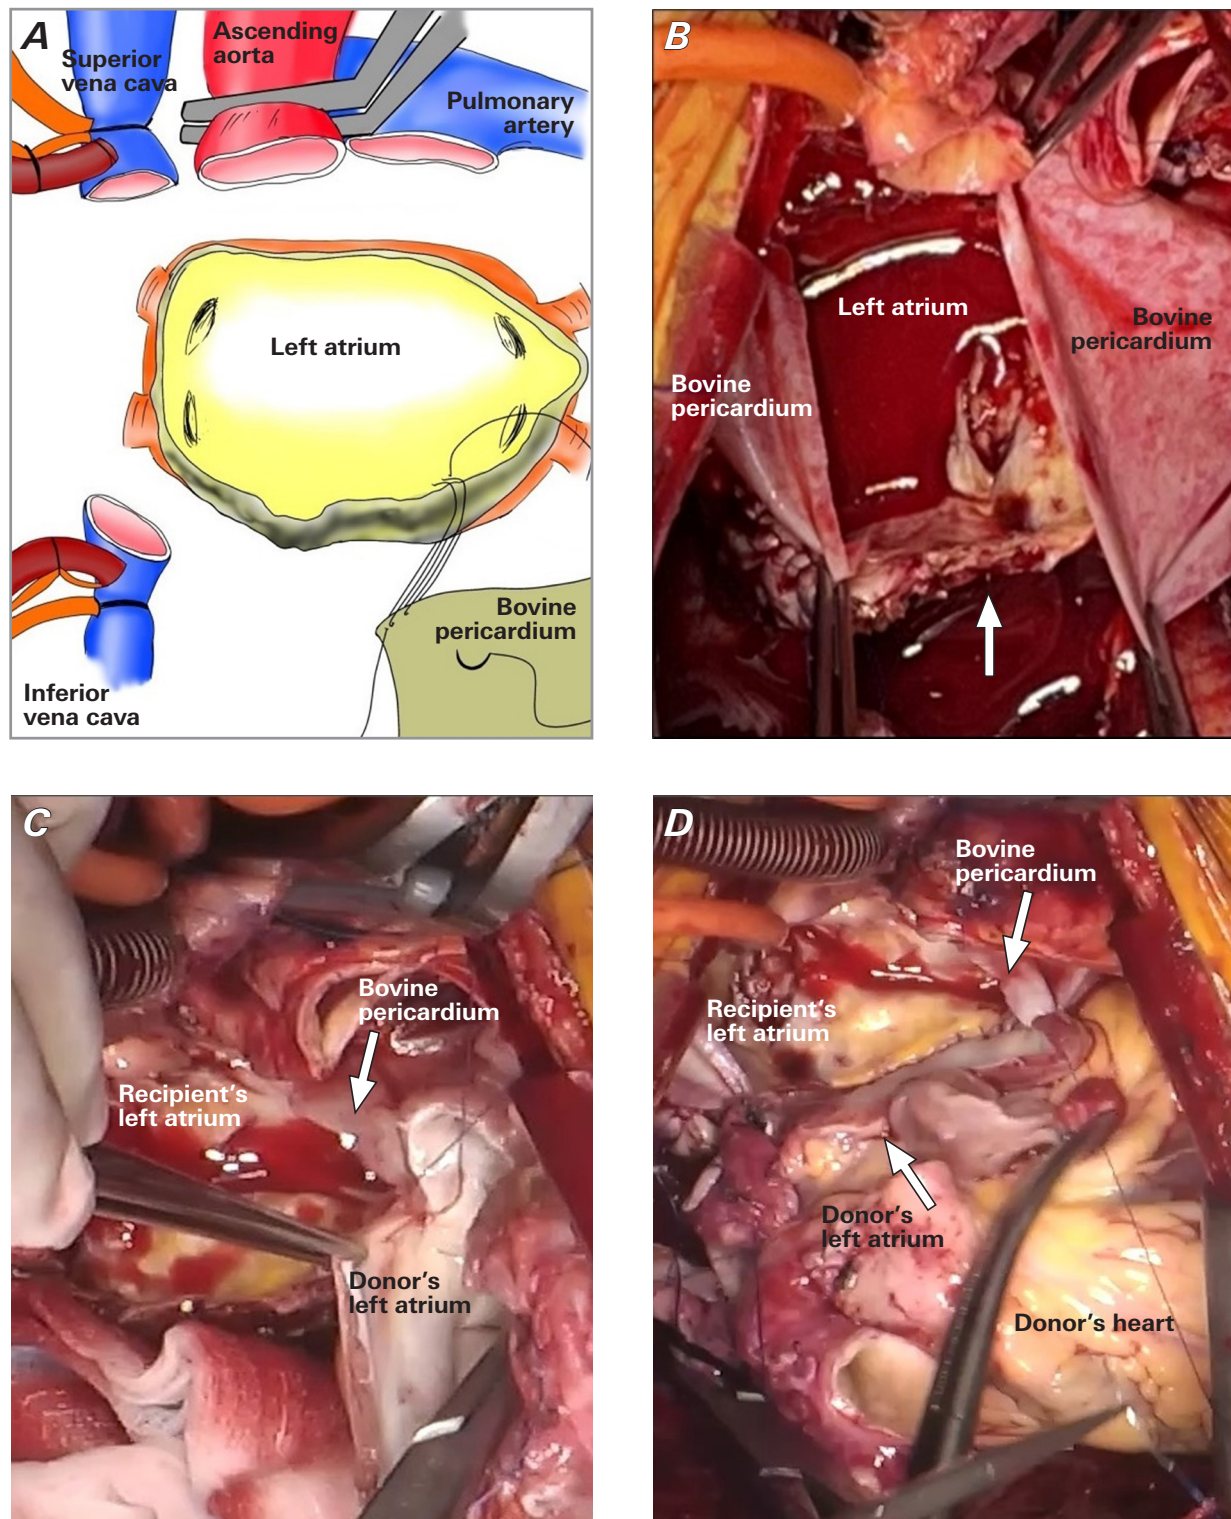 A
Superior
vena cava
Ascending
aorta
Pulmonary
artery
Left atrium
Bovine
pericardium
Inferior
vena cava
B
Left atrium
Bovine
pericardium
Bovine
pericardium
C
Bovine
pericardium
Recipient's
left atrium
Donor's
left atrium
D
Bovine
pericardium
Recipient's
left atrium
Donor's
left atrium
Donor's heart